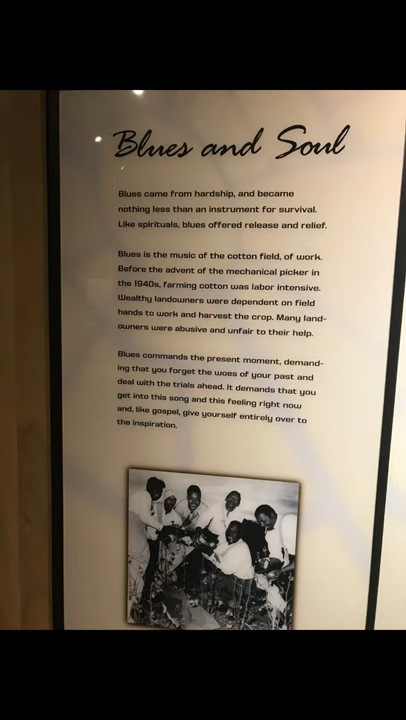 Blues and Soul
Blues came from hardship, and became
nothing less than an instrument for survival.
Like spirituals, blues offered release and relief.
Blues is the music of the cotton field, of work.
Before the advent of the mechanical picker in
the 1940s, farming cotton was labor intensive.
Wealthy landowners were dependent on field
hands to work and harvest the crop. Many land-
owners were abusive and unfair to their help.
Blues commands the present moment, demand-
ing that you forget the woes of your past and
deal with the trials ahead. It demands that you
get into this song and this feeling right now
and, like gospel, give yourself entirely over to
the inspiration.